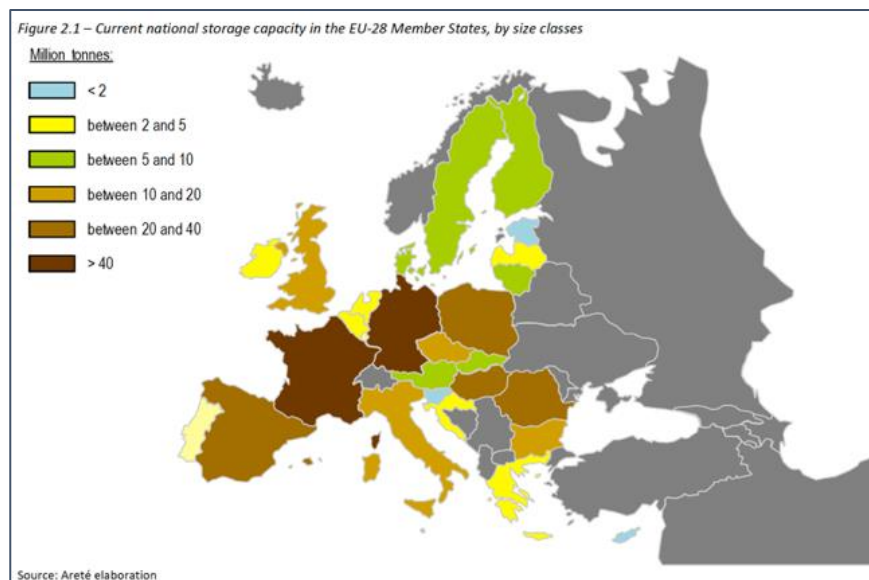 Figure 2.1 – Current national storage capacity in the EU-28 Member States, by size classes
Million tonnes:
< 2
between 2 and 5
between 5 and 10
between 10 and 20
between 20 and 40
> 40
Source: Areté elaboration